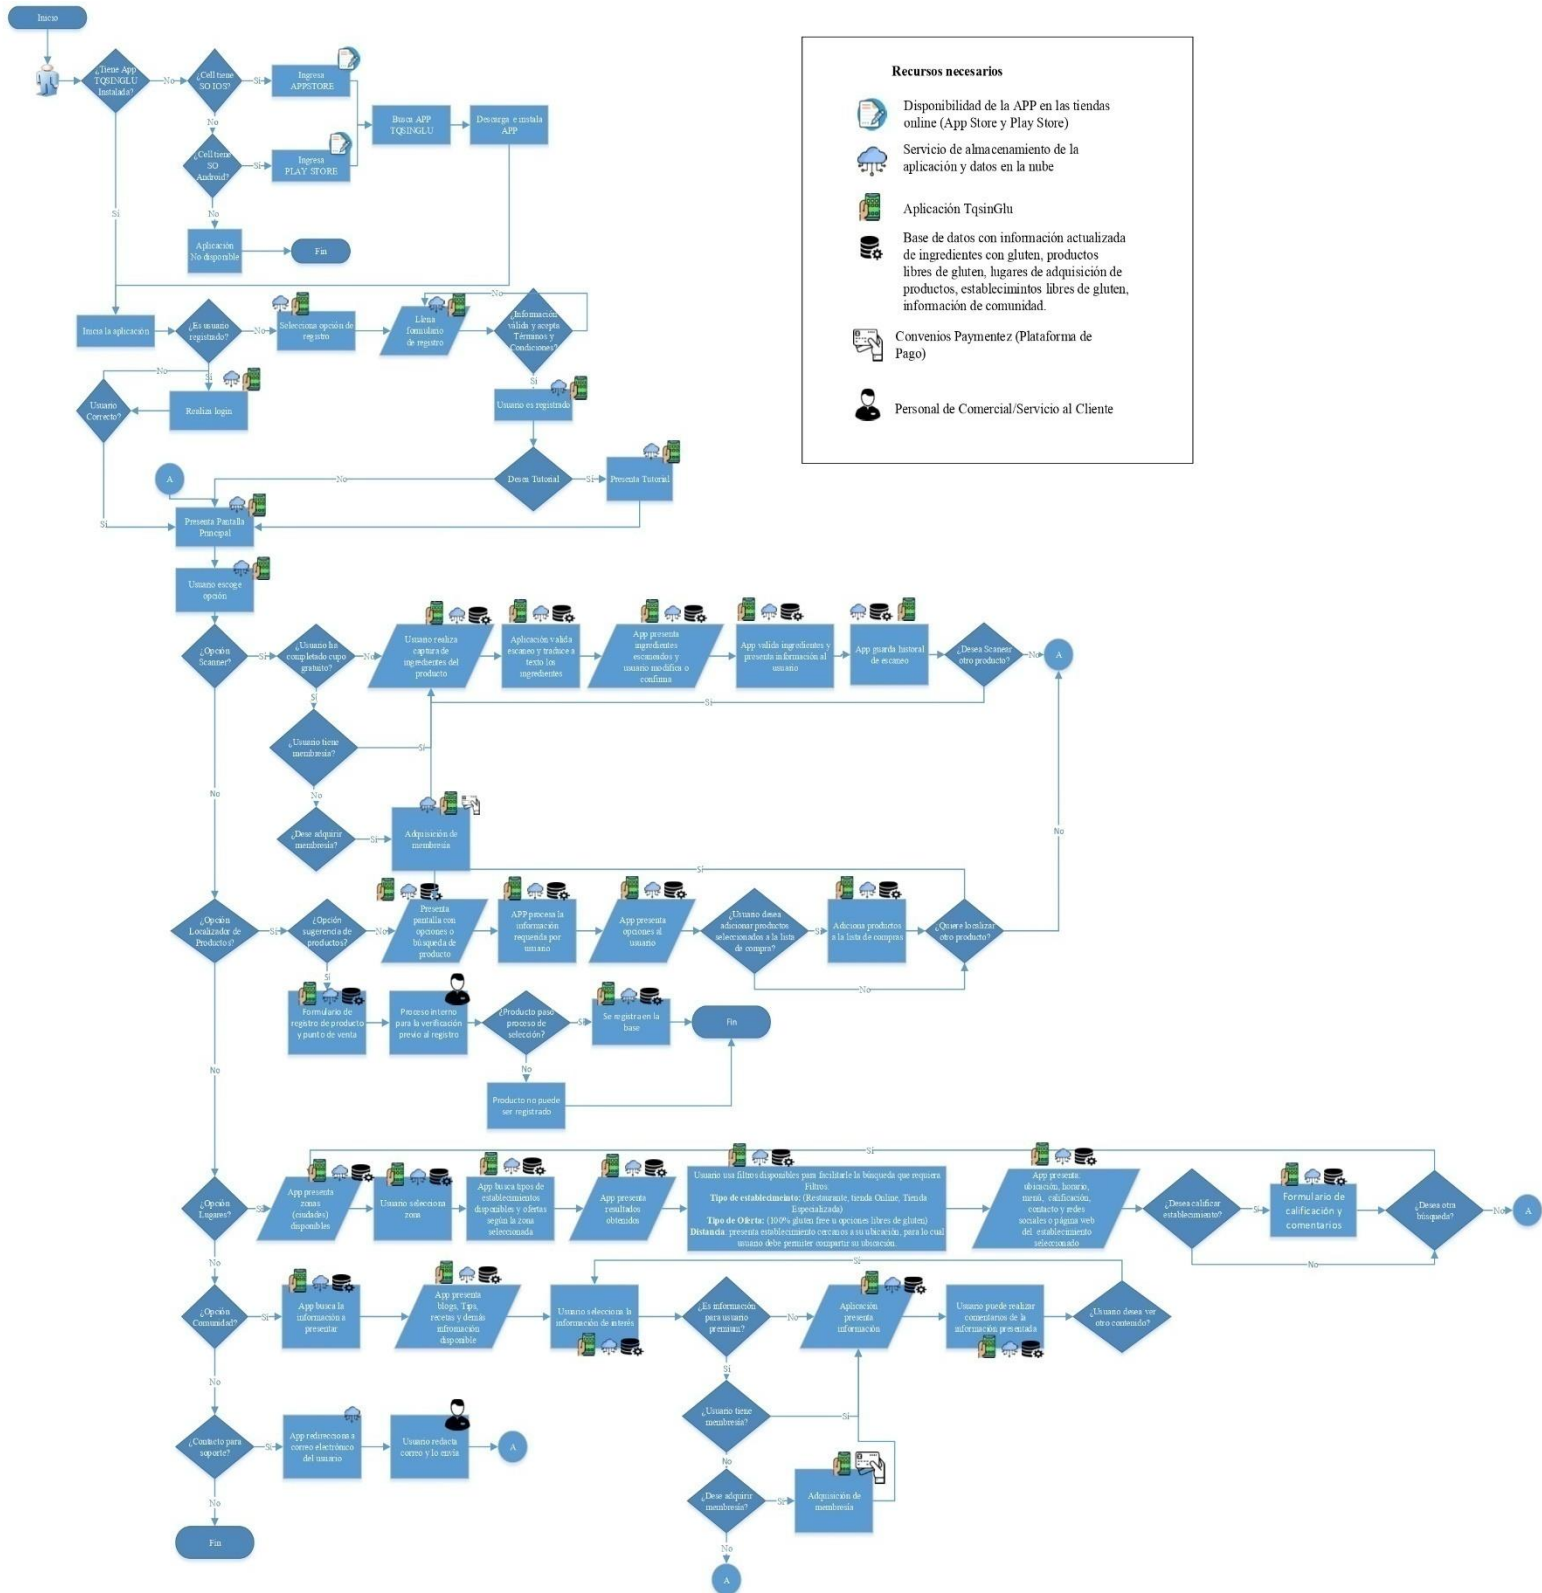 Inicio
¿Tiene App
TQSINGLU
Instalada?
No
¿Cell tiene
SO IOS?
Si
Ingresa
APPSTORE
No
¿Cell tiene
SO
Android?
Si
Ingresa
PLAY STORE
Busca APP
TQSINGLU
Descarga e instala
APP
No
Aplicación
No disponible
Fin
Si
Recursos necesarios
Disponibilidad de la APP en las tiendas
online (App Store y Play Store)
Servicio de almacenamiento de la
aplicación y datos en la nube
Aplicación TqsinGlu
Base de datos con información actualizada
de ingredientes con gluten, productos
libres de gluten, lugares de adquisición de
productos, establecimintos libres de gluten,
información de comunidad.
Convenios Paymentez (Plataforma de
Pago)
Personal de Comercial/Servicio al Cliente
Inicia la aplicación
¿Es usuario
registrado?
No
Selecciona opción de
registro
Llena
formulario
de registro
No
¿Información
válida y acepta
Términos y
Condiciones?
Si
No
Si
Usuario
Correcto?
Realiza login
Usuario es registrado
Desea Tutorial
Si
Presenta Tutorial
No
A
Si
Presenta Pantalla
Principal
Usuario escoge
opción
¿Opción
Scanner?
Si
¿Usuario ha
completado cupo
gratuito?
No
Usuario realiza
captura de
ingredientes del
producto
Aplicación valida
escaneo y traduce a
texto los
ingredientes
App presenta
ingredientes
escaneados y
usuario modifica o
confirma
App valida ingredientes y
presenta información al
usuario
App guarda historal
de escaneo
¿Desea Scanear
otro producto?
No
A
Si
Si
¿Usuario tiene
membresía?
Si
No
No
¿Dese adquirir
membresía?
Si
Adquisición de
membresía
No
Si
¿Opción
Localizador de
Productos?
Si
¿Opción
sugerencia de
productos?
No
Presenta
pantalla con
opciones o
búsqueda de
producto
APP procesa la
información
requerida por
usuario
App presenta
opciones al
usuario
¿Usuario desea
adicionar productos
seleccionados a la lista
de compra?
Si
Adiciona productos
a la lista de compras
¿Quiere localizar
otro producto?
No
Si
Formulario de
registro de producto
y punto de venta
Proceso interno
para la verificación
previo al registro
¿Producto paso
proceso de
selección?
Si
Se registra en la
base
Fin
No
Producto no puede
ser registrado
No
Si
¿Opción
Lugares?
Si
App presenta
zonas
(ciudades)
disponibles
Usuario selecciona
zona
App busca tipos de
establecimientos
disponibles y ofertas
según la zona
seleccionada
App presenta
resultados
obtenidos
Usuario usa filtros disponibles para facilitarle la búsqueda que requiera
Filtros:
Tipo de establecimeinto: (Restaurante, tienda Online, Tienda
Especializada)
Tipo de Oferta: (100% gluten free u opciones libres de gluten)
Distancia: presenta establecimiento cercanos a su ubicación, para lo cual
usuario debe permiter compartir su ubicación.
App presenta:
ubicación, horario,
menú, calificación,
contacto y redes
sociales o página web
del establecimiento
seleccionado
¿Desea calificar
establecimiento?
Si
Formulario de
calificación y
comentarios
¿Desea otra
búsqueda?
No
A
No
No
Si
¿Opción
Comunidad?
Si
App busca la
información a
presentar
App presenta
blogs, Tips,
recetas y demás
infromación
disponible
Usuario selecciona la
información de interés
¿Es información
para usuario
premium?
No
Aplicación
presenta
información
Usuario puede realizar
comentarios de la
información presentada
¿Usuario desea ver
otro contenido?
No
Si
¿Usuario tiene
membresía?
Si
¿Contacto para
soporte?
Si
App redirecciona a
correo electrónico
del usuario
Usuario redacta
correo y lo envía
A
No
¿Dese adquirir
membresía?
Si
Adquisición de
membresía
No
Fin
No
A